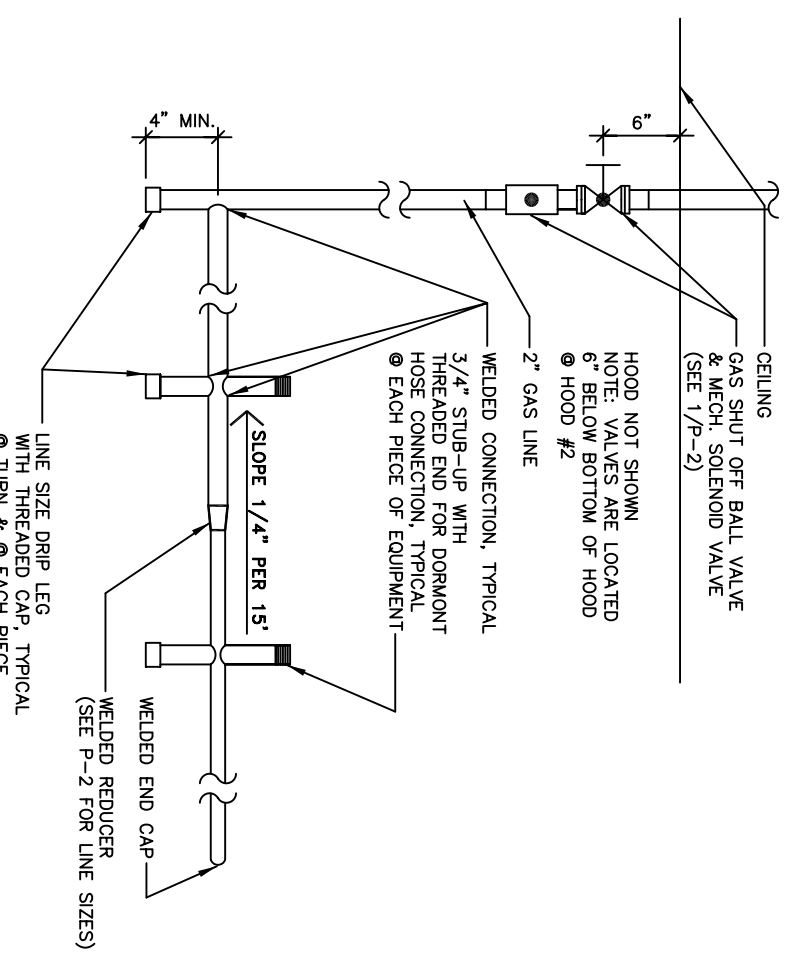 CEILING
GAS SHUT OFF BALL VALVE
& MECH. SOLENOID VALVE
(SEE 1/P-2)
6"
HOOD NOT SHOWN
NOTE: VALVES ARE LOCATED
6" BELOW BOTTOM OF HOOD
@ HOOD #2
2" GAS LINE
WELDED CONNECTION, TYPICAL
3/4" STUB-UP WITH
THREADED END FOR DORMONT
HOSE CONNECTION, TYPICAL
@ EACH PIECE OF EQUIPMENT
4" MIN.
SLOPE 1/4" PER 15'
WELDED END CAP
WELDED REDUCER
(SEE P-2 FOR LINE SIZES)
LINE SIZE DRIP LEG
WITH THREADED CAP, TYPICAL
@ TURN & @ EACH PIECE